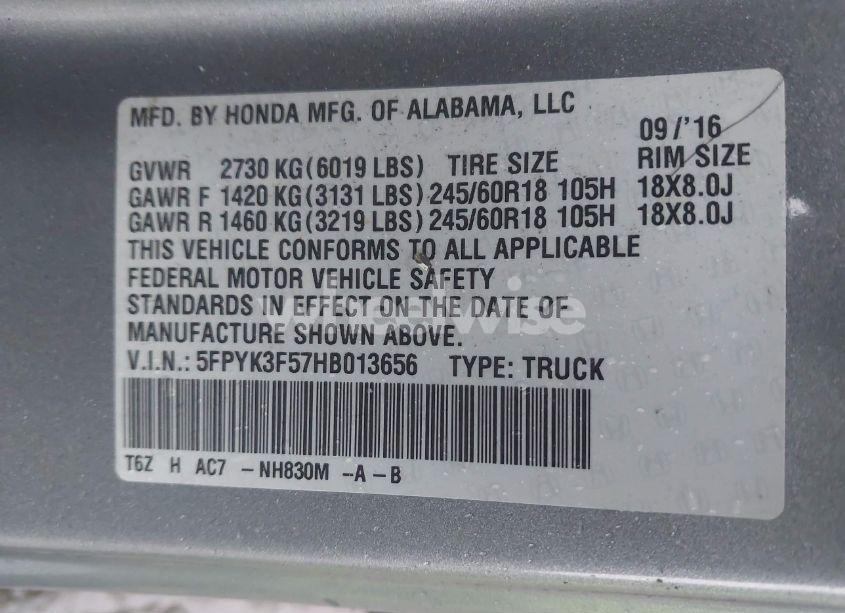 MFD. BY HONDA MFG. OF ALABAMA, LLC
09/'16
GVWR 2730 KG(6019 LBS) TIRE SIZE RIM SIZE
GAWR F 1420 KG(3131 LBS) 245/60R18 105H 18X8.0J
GAWR R 1460 KG(3219 LBS) 245/60R18 105H 18X8.0J
THIS VEHICLE CONFORMS TO ALL APPLICABLE
FEDERAL MOTOR VEHICLE SAFETY
STANDARDS IN EFFECT ON THE DATE OF
wheelwise
MANUFACTURE SHOWN ABOVE.
V.I.N.: 5FPYK3F57HB013656 TYPE: TRUCK
T6Z H AC7 -NH830M --A -B